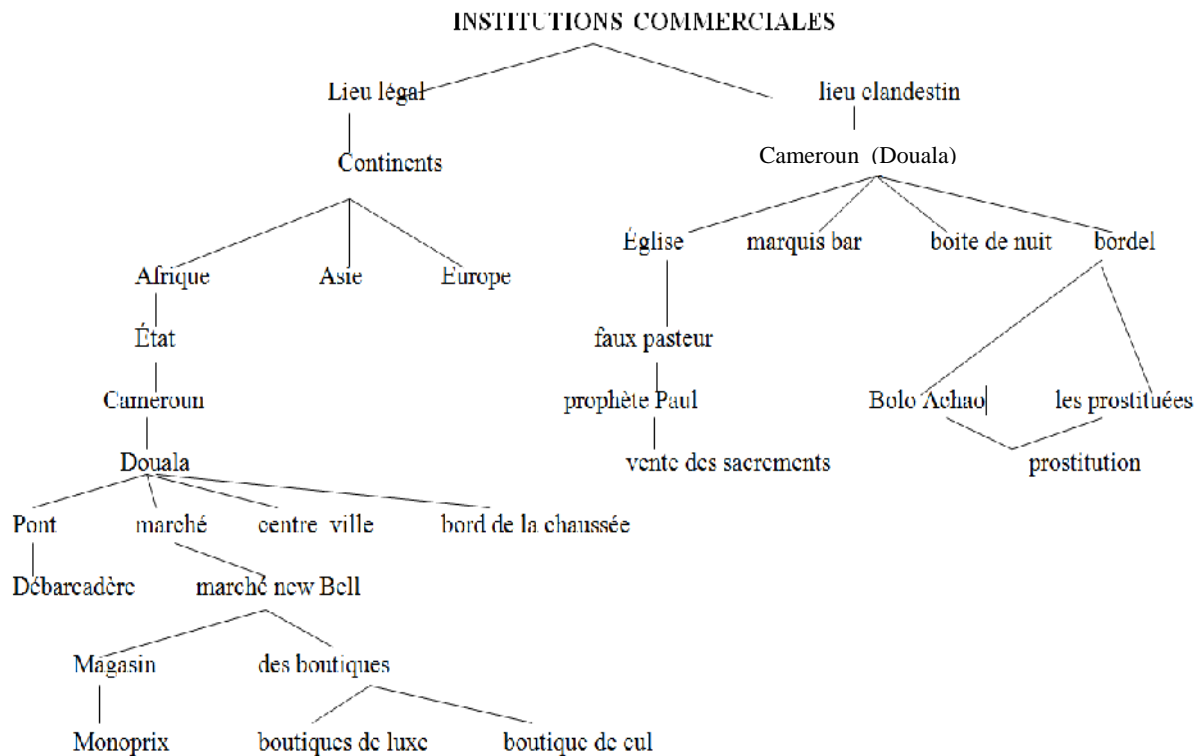 INSTITUTIONS COMMERCIALES
Lieu légal lieu clandestin
Continents Cameroun (Douala)
Église marquis bar boite de nuit bordel
Afrique Asie Europe
État faux pasteur
Cameroun prophète Paul Bolo Achao les prostituées
Douala vente des sacrements prostitution
Pont marché centre ville bord de la chaussée
Débarcadère marché new Bell
Magasin des boutiques
Monoprix boutiques de luxe boutique de cul